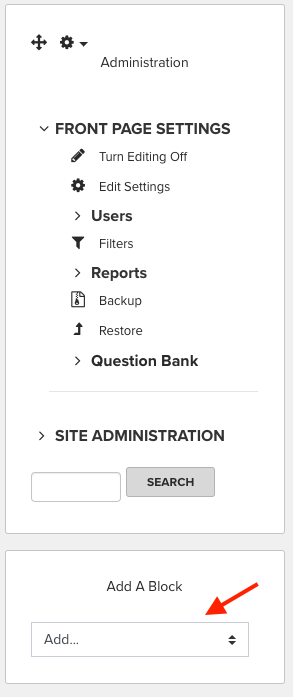 Administration
FRONT PAGE SETTINGS
Turn Editing Off
Edit Settings
Users
Filters
Reports
Backup
Restore
Question Bank
SITE ADMINISTRATION
SEARCH
Add A Block
Add...